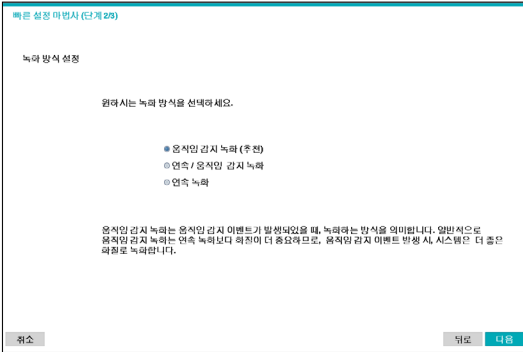 빠른 설정 마법사 (단계 2/3)
녹화 방식 설정
원하시는 녹화 방식을 선택하세요.
움직임 감지 녹화 (추천)
연속 / 움직임 감지 녹화
연속 녹화
움직임 감지 녹화는 움직임 감지 이벤트가 발생되었을 때, 녹화하는 방식을 의미합니다. 일반적으로
움직임 감지 녹화는 연속 녹화보다 화질이 더 중요하므로, 움직임 감지 이벤트 발생 시, 시스템은 더 좋은
화질로 녹화합니다.
취소
뒤로
다음